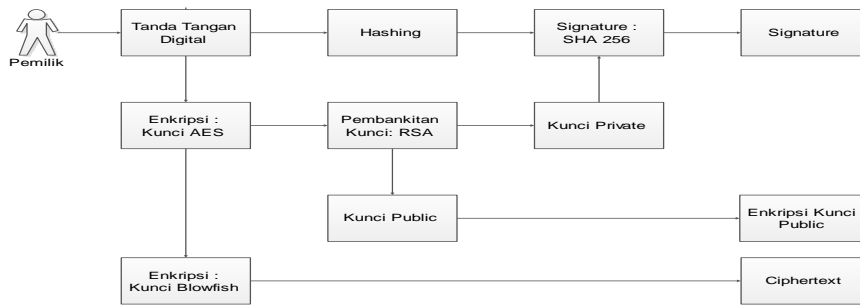 Pemilik
Tanda Tangan
Digital
Hashing
Signature :
SHA 256
Signature
Enkripsi :
Kunci AES
Pembankitan
Kunci: RSA
Kunci Private
Kunci Public
Enkripsi Kunci
Public
Enkripsi :
Kunci Blowfish
Ciphertext